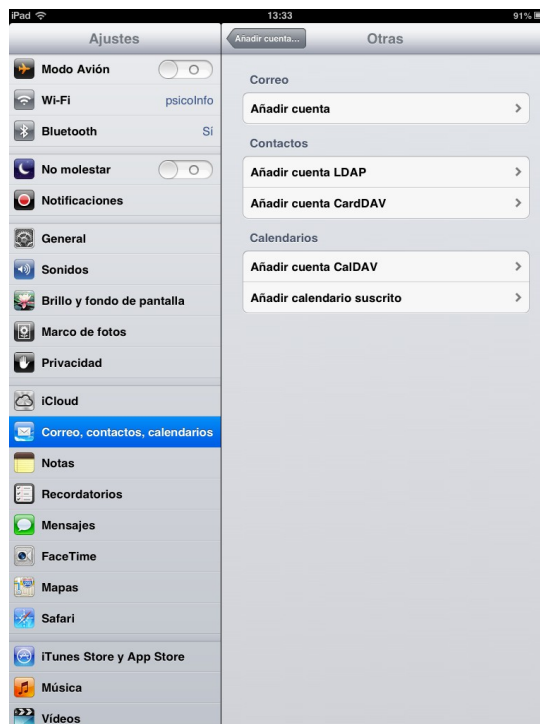 iPad 13:33 91%
Ajustes
Modo Avión
Wi-Fi psicoInfo
Bluetooth Sí
No molestar
Notificaciones
General
Sonidos
Brillo y fondo de pantalla
Marco de fotos
Privacidad
iCloud
Correo, contactos, calendarios
Notas
Recordatorios
Mensajes
FaceTime
Mapas
Safari
iTunes Store y App Store
Música
Vídeos
Añadir cuenta... Otras
Correo
Añadir cuenta
Contactos
Añadir cuenta LDAP
Añadir cuenta CardDAV
Calendarios
Añadir cuenta CalDAV
Añadir calendario suscrito